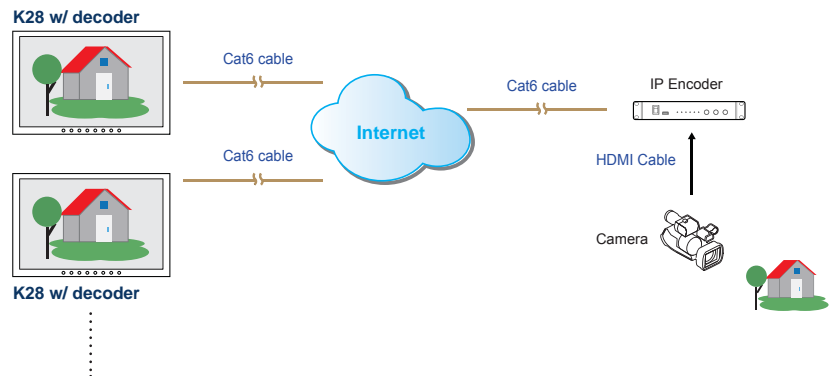 K28 w/ decoder
Cat6 cable
Cat6 cable
IP Encoder
Internet
Cat6 cable
HDMI Cable
Camera
K28 w/ decoder